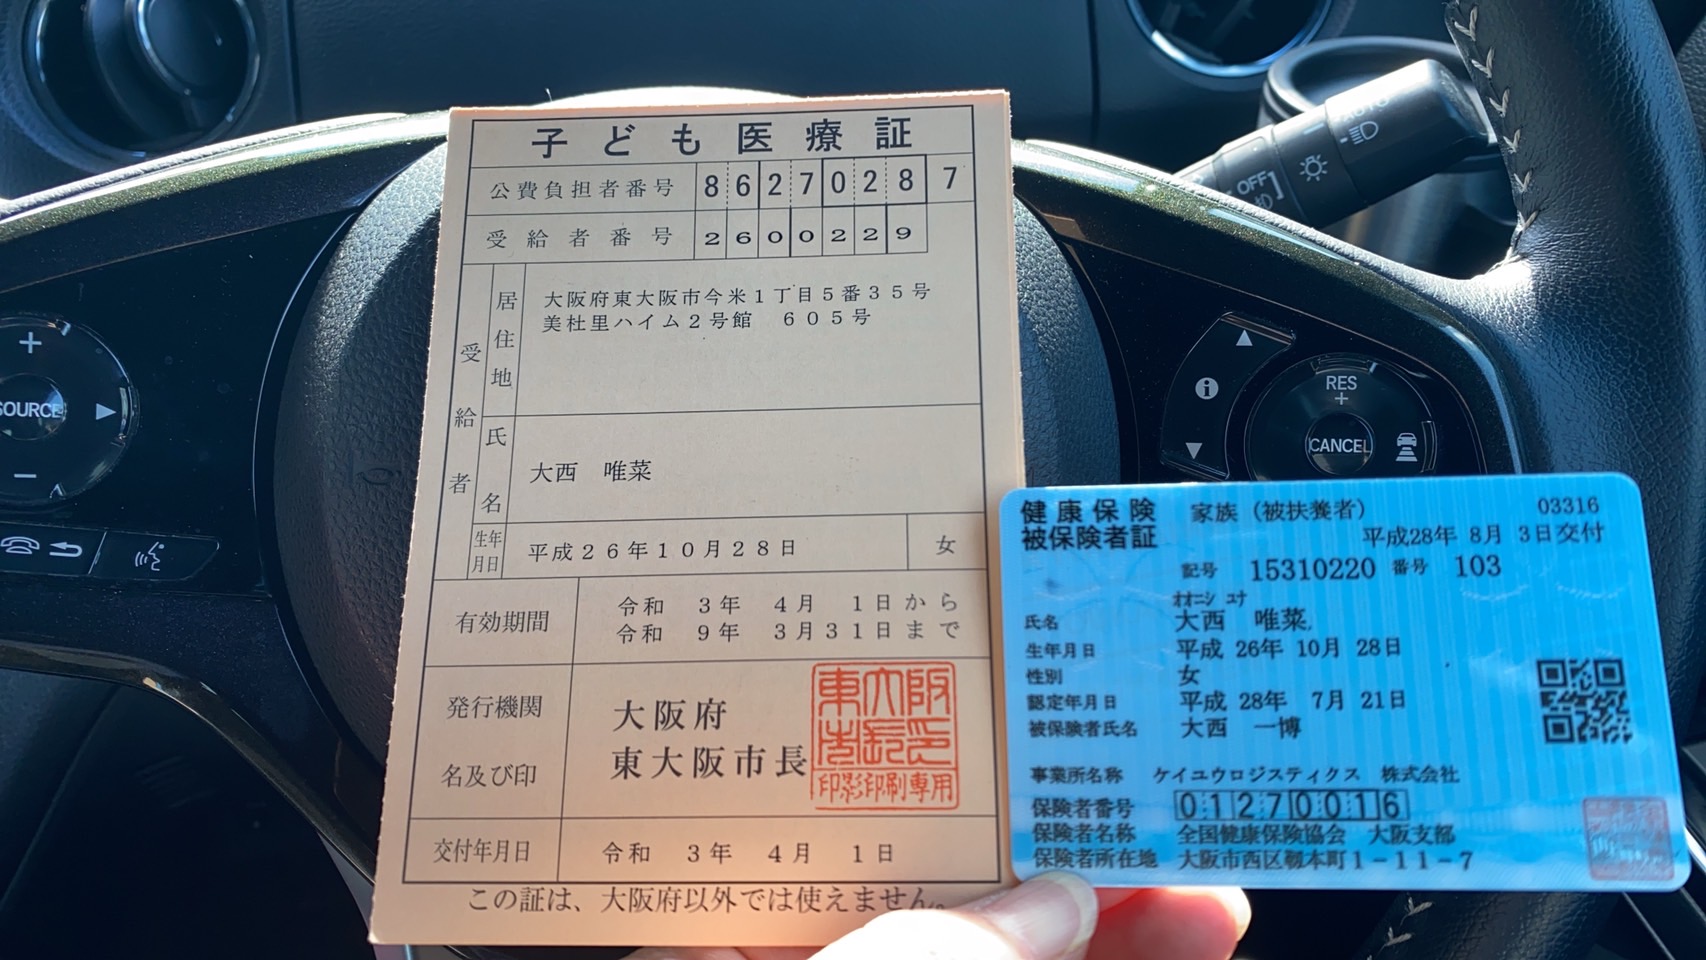 子ども医療証
公費負担者番号 86270287
受給者番号 2600229
受給者
居住地
大阪府東大阪市今米1丁目5番35号
美杜里ハイム2号館 605号
氏名
大西 唯菜
生年月日
平成26年10月28日 女
有効期間
令和 3年 4月 1日から
令和 9年 3月31日まで
発行機関名及び印
大阪府
東大阪市長
東大阪市長印
印影印刷専用
交付年月日 令和 3年 4月 1日
この証は、大阪府以外では使えません。
健康保険 家族(被扶養者) 03316
被保険者証 平成28年 8月 3日交付
記号 15310220 番号 103
オオニシ ユナ
氏名 大西 唯菜
生年月日 平成 26年 10月 28日
性別 女
認定年月日 平成 28年 7月 21日
被保険者氏名 大西 一博
事業所名称 ケイユウロジスティクス 株式会社
保険者番号 01270016
保険者名称 全国健康保険協会 大阪支部
保険者所在地 大阪市西区靱本町1-11-7
+
SOURCE
−
RES
+
CANCEL
i
AUTO
OFF